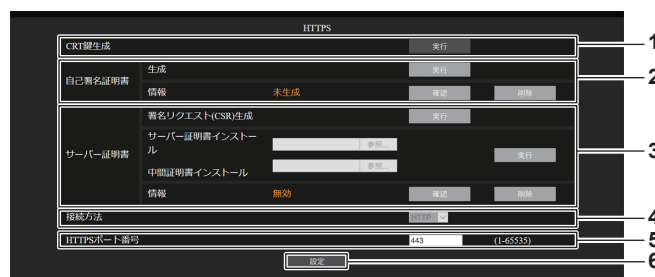 HTTPS
CRT鍵生成 実行 1
自己署名証明書 生成 実行 2
情報 未生成 確認 削除
サーバー証明書 署名リクエスト(CSR)生成 実行 3
サーバー証明書インストール 参照... 実行
中間証明書インストール 参照...
情報 無効 確認 削除
接続方法 HTTP 4
HTTPSポート番号 443 (1-65535) 5
設定 6